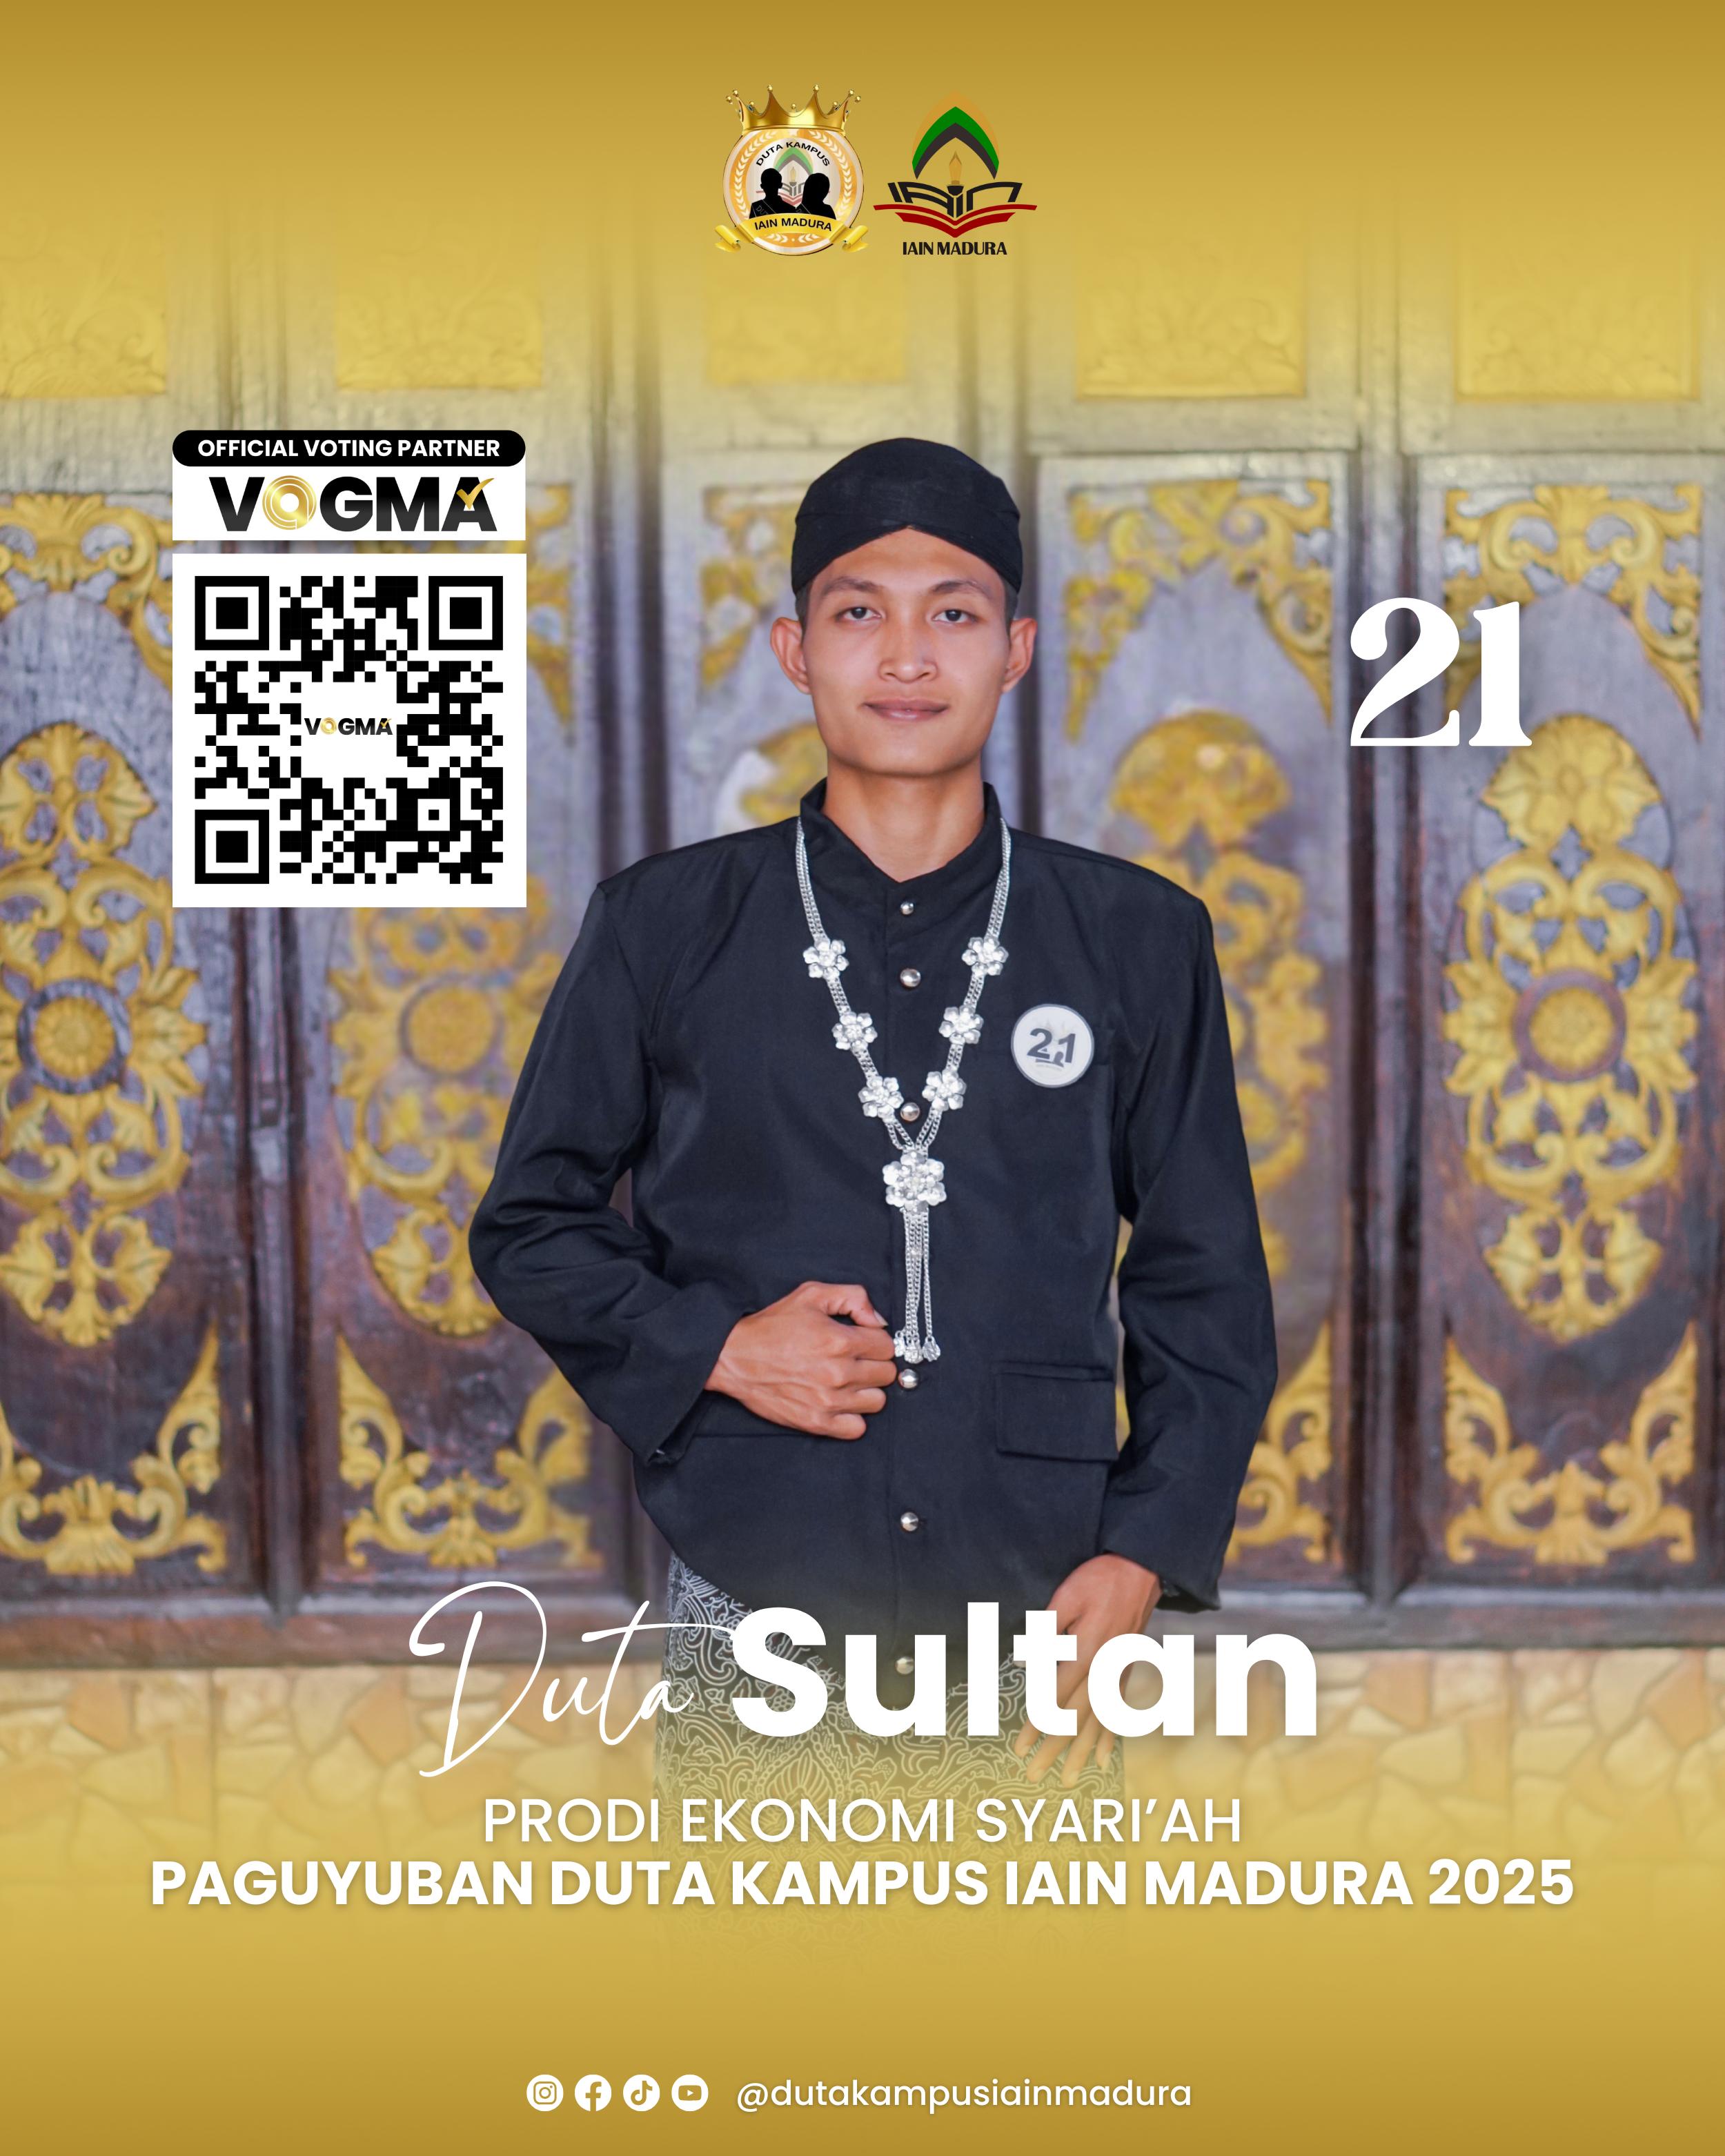 DUTA KAMPUS
IAIN MADURA
IAIN MADURA
OFFICIAL VOTING PARTNER
VOGMA
VOGMA
21
21
Duta Sultan
PRODI EKONOMI SYARI’AH
PAGUYUBAN DUTA KAMPUS IAIN MADURA 2025
@dutakampusiainmadura